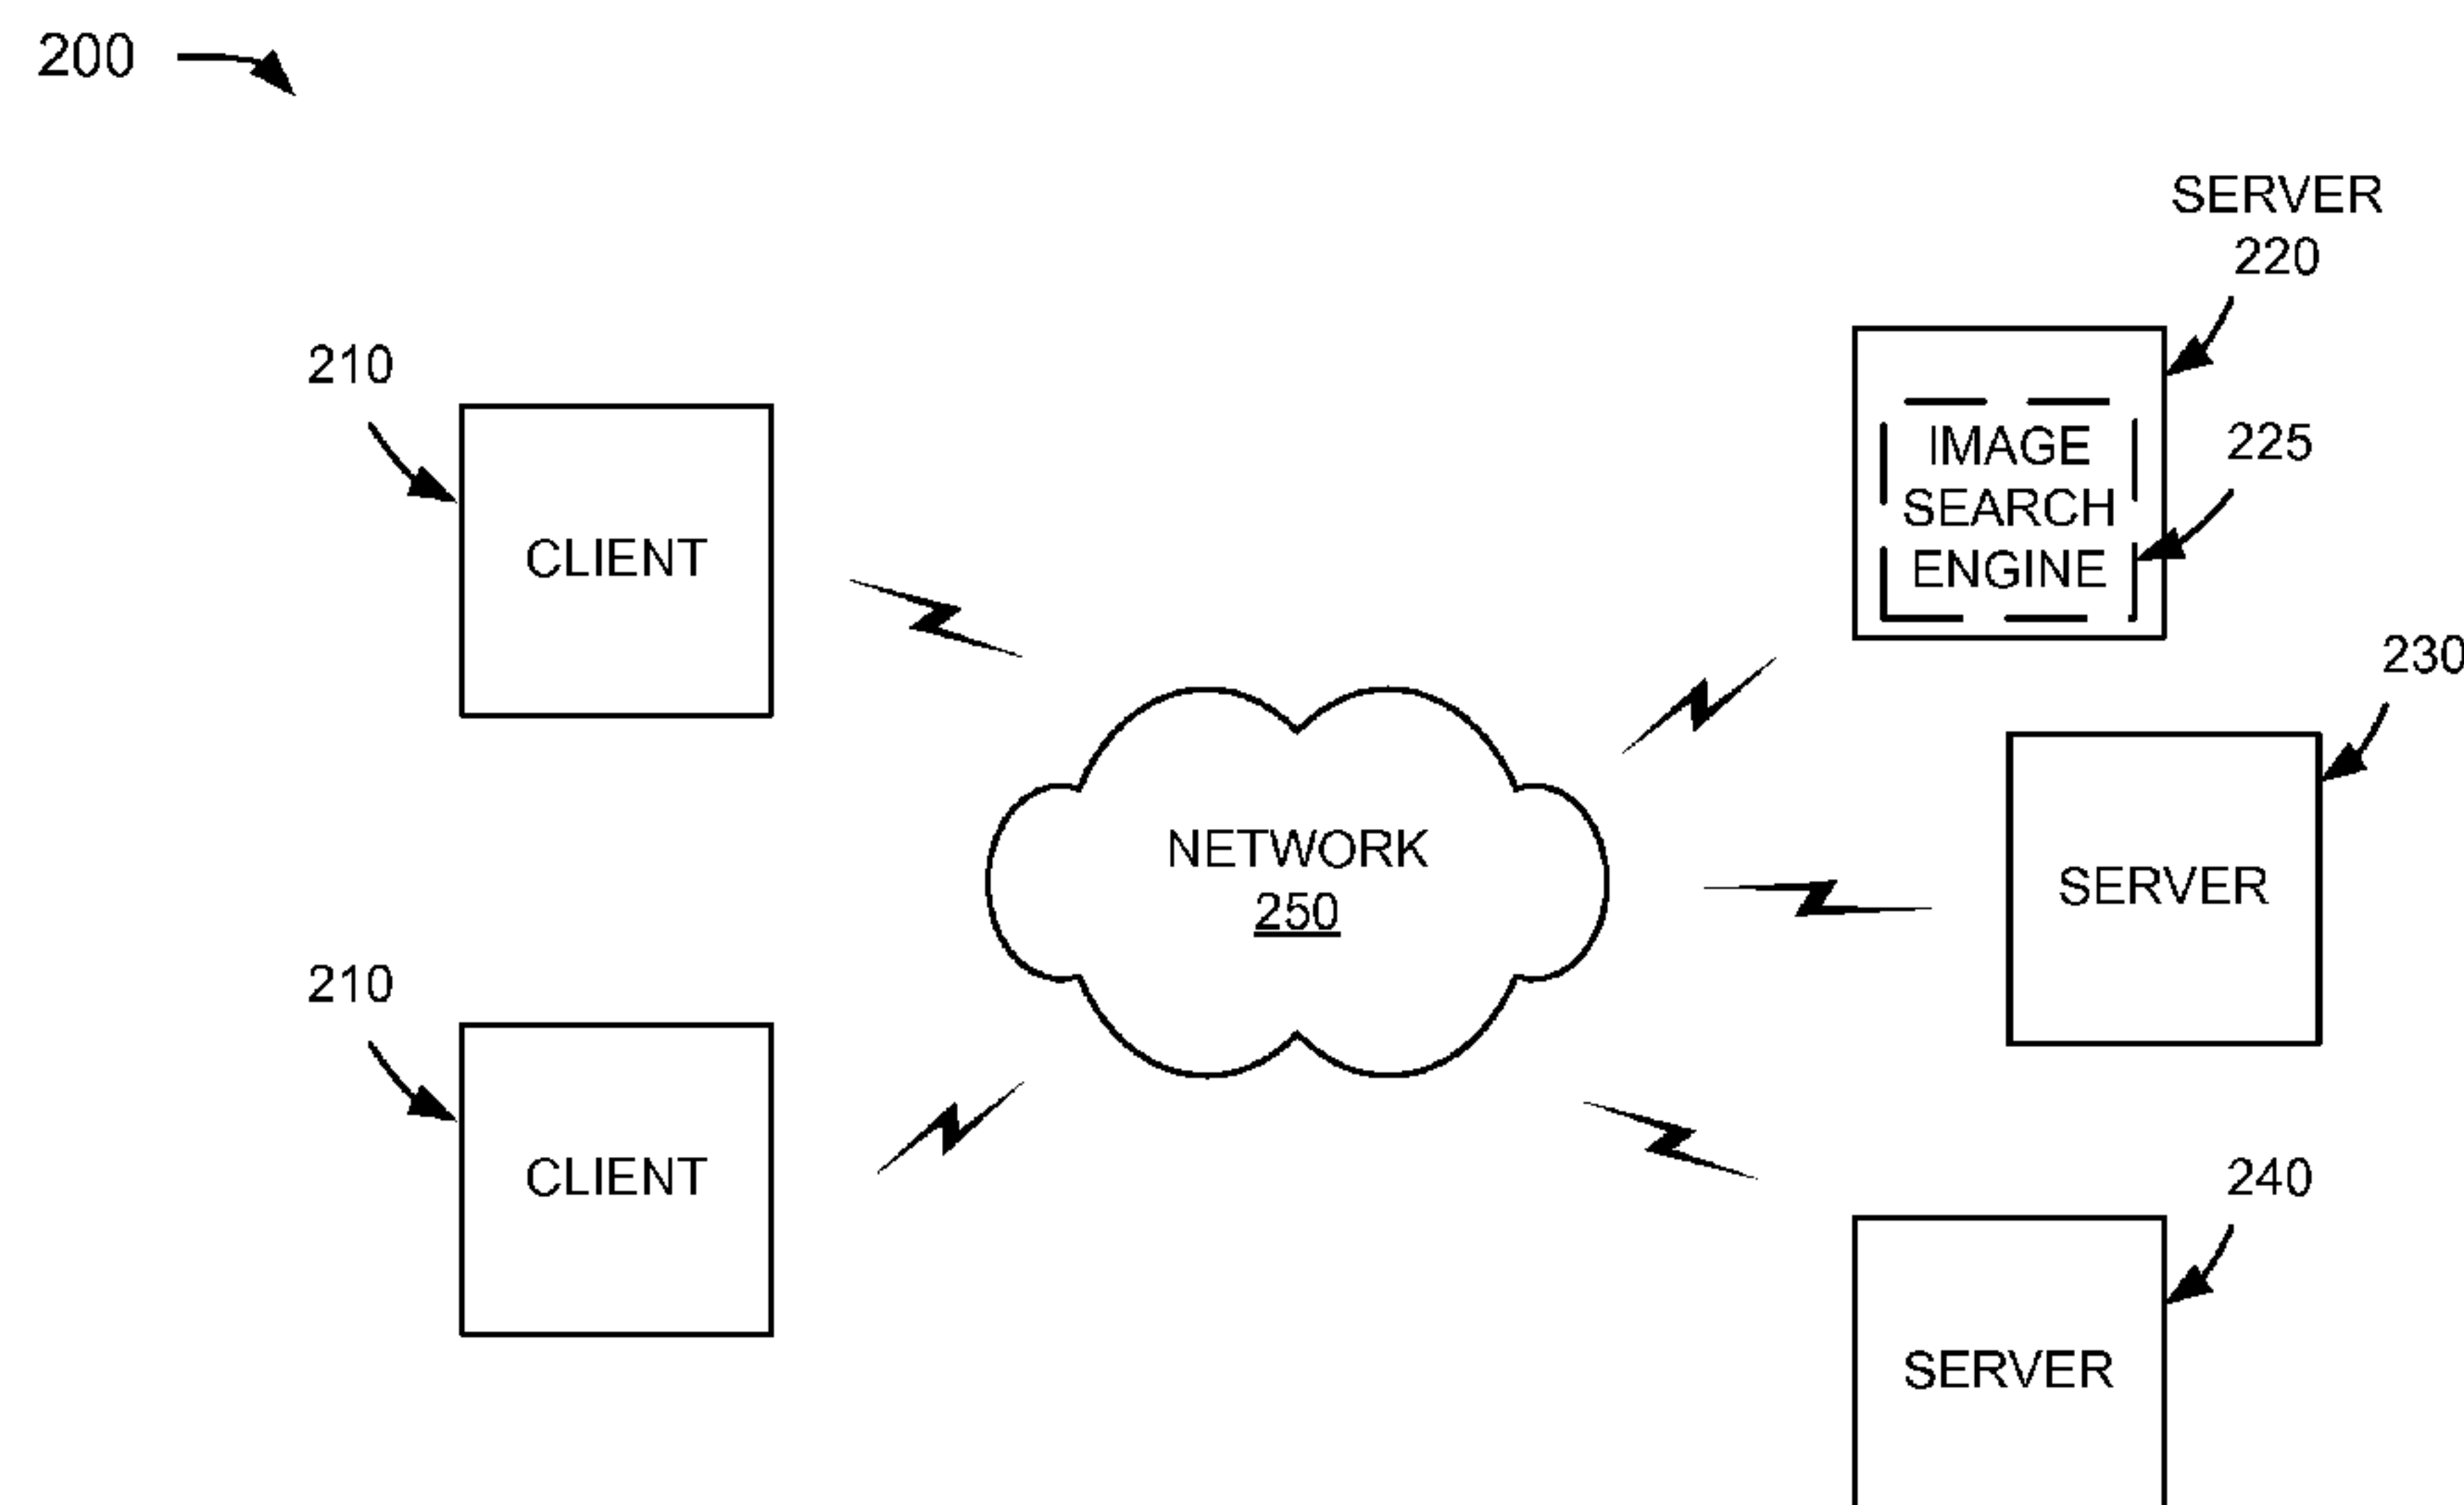 200
SERVER
220
210
IMAGE
SEARCH
ENGINE
225
CLIENT
230
NETWORK
250
SERVER
210
CLIENT
240
SERVER